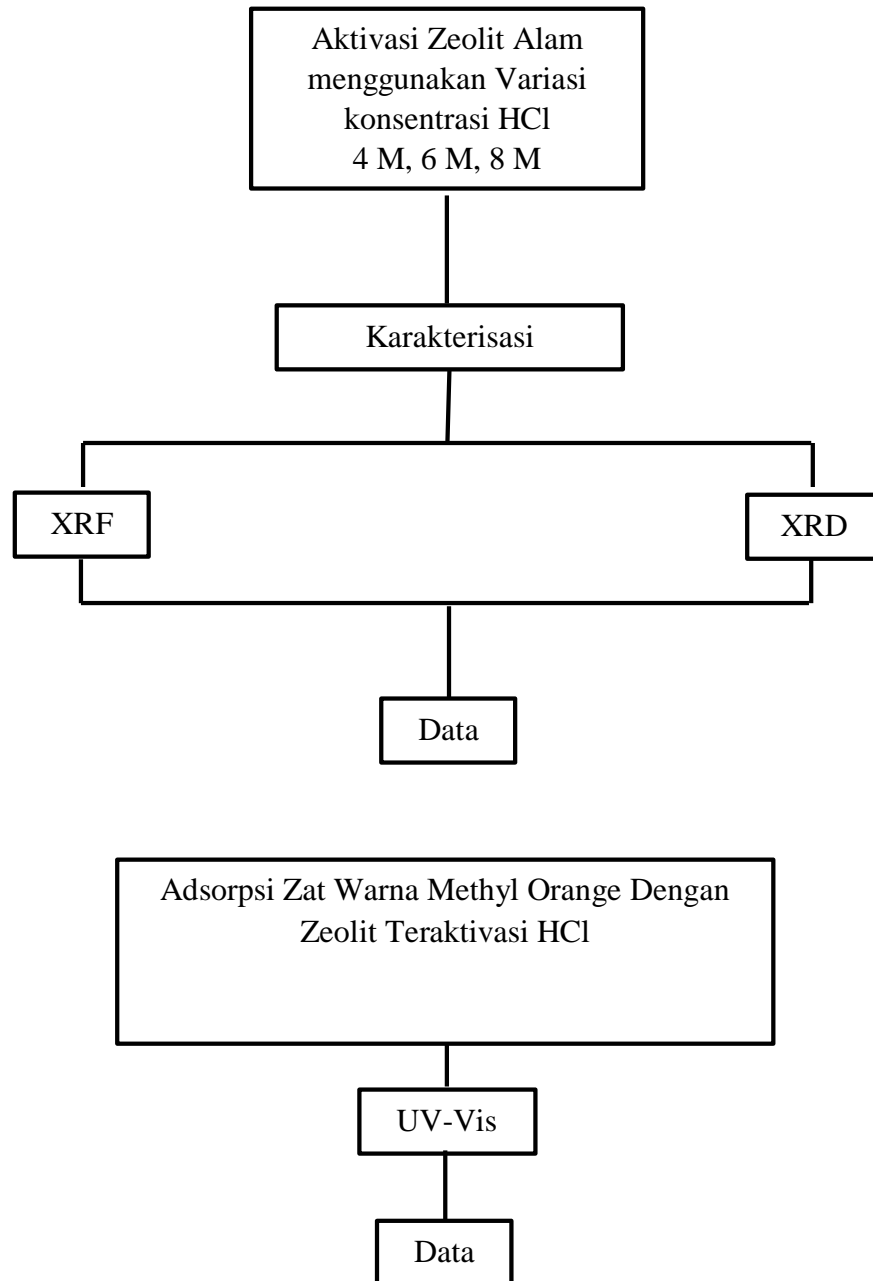 Aktivasi Zeolit Alam
menggunakan Variasi
konsentrasi HCl
4 M, 6 M, 8 M
Karakterisasi
XRF
XRD
Data
Adsorpsi Zat Warna Methyl Orange Dengan
Zeolit Teraktivasi HCl
UV-Vis
Data